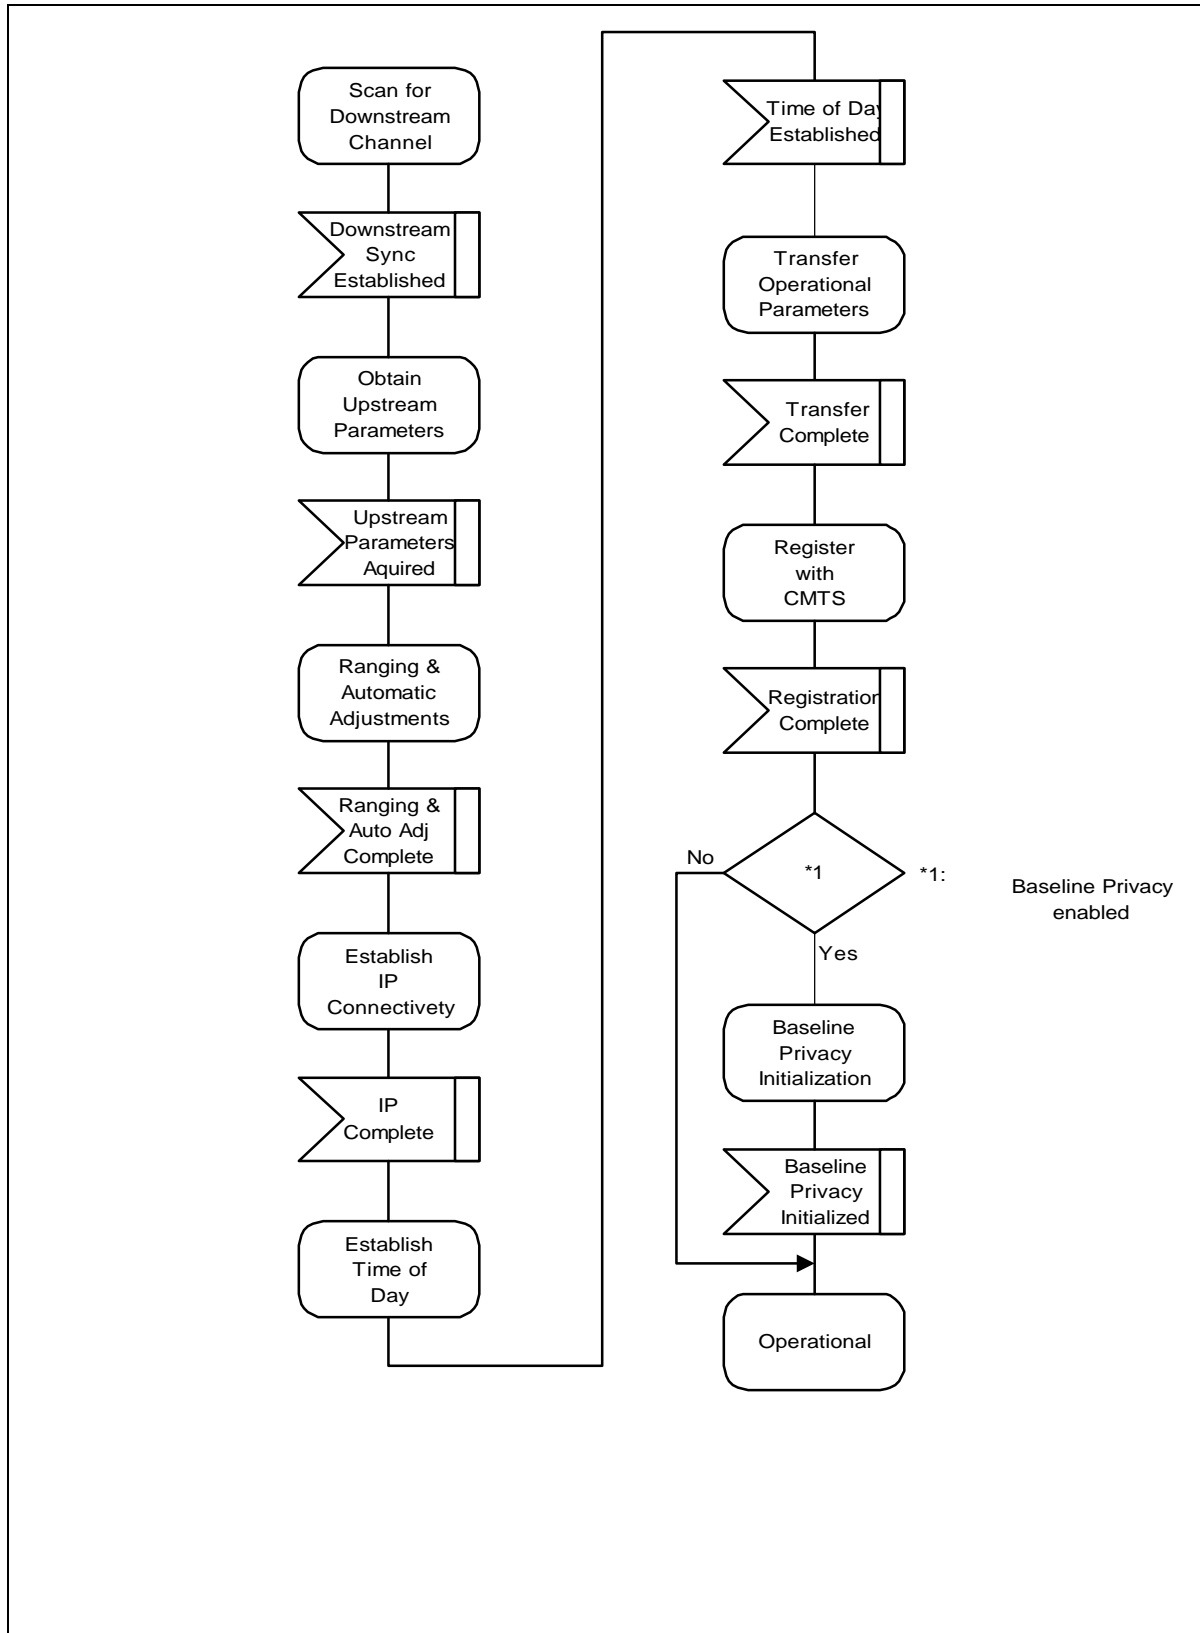 Scan for
Downstream
Channel
Downstream
Sync
Established
Obtain
Upstream
Parameters
Upstream
Parameters
Aquired
Ranging &
Automatic
Adjustments
Ranging &
Auto Adj
Complete
Establish
IP
Connectivety
IP
Complete
Establish
Time of
Day
Time of Day
Established
Transfer
Operational
Parameters
Transfer
Complete
Register
with
CMTS
Registration
Complete
No
*1
*1:
Baseline Privacy
enabled
Yes
Baseline
Privacy
Initialization
Baseline
Privacy
Initialized
Operational